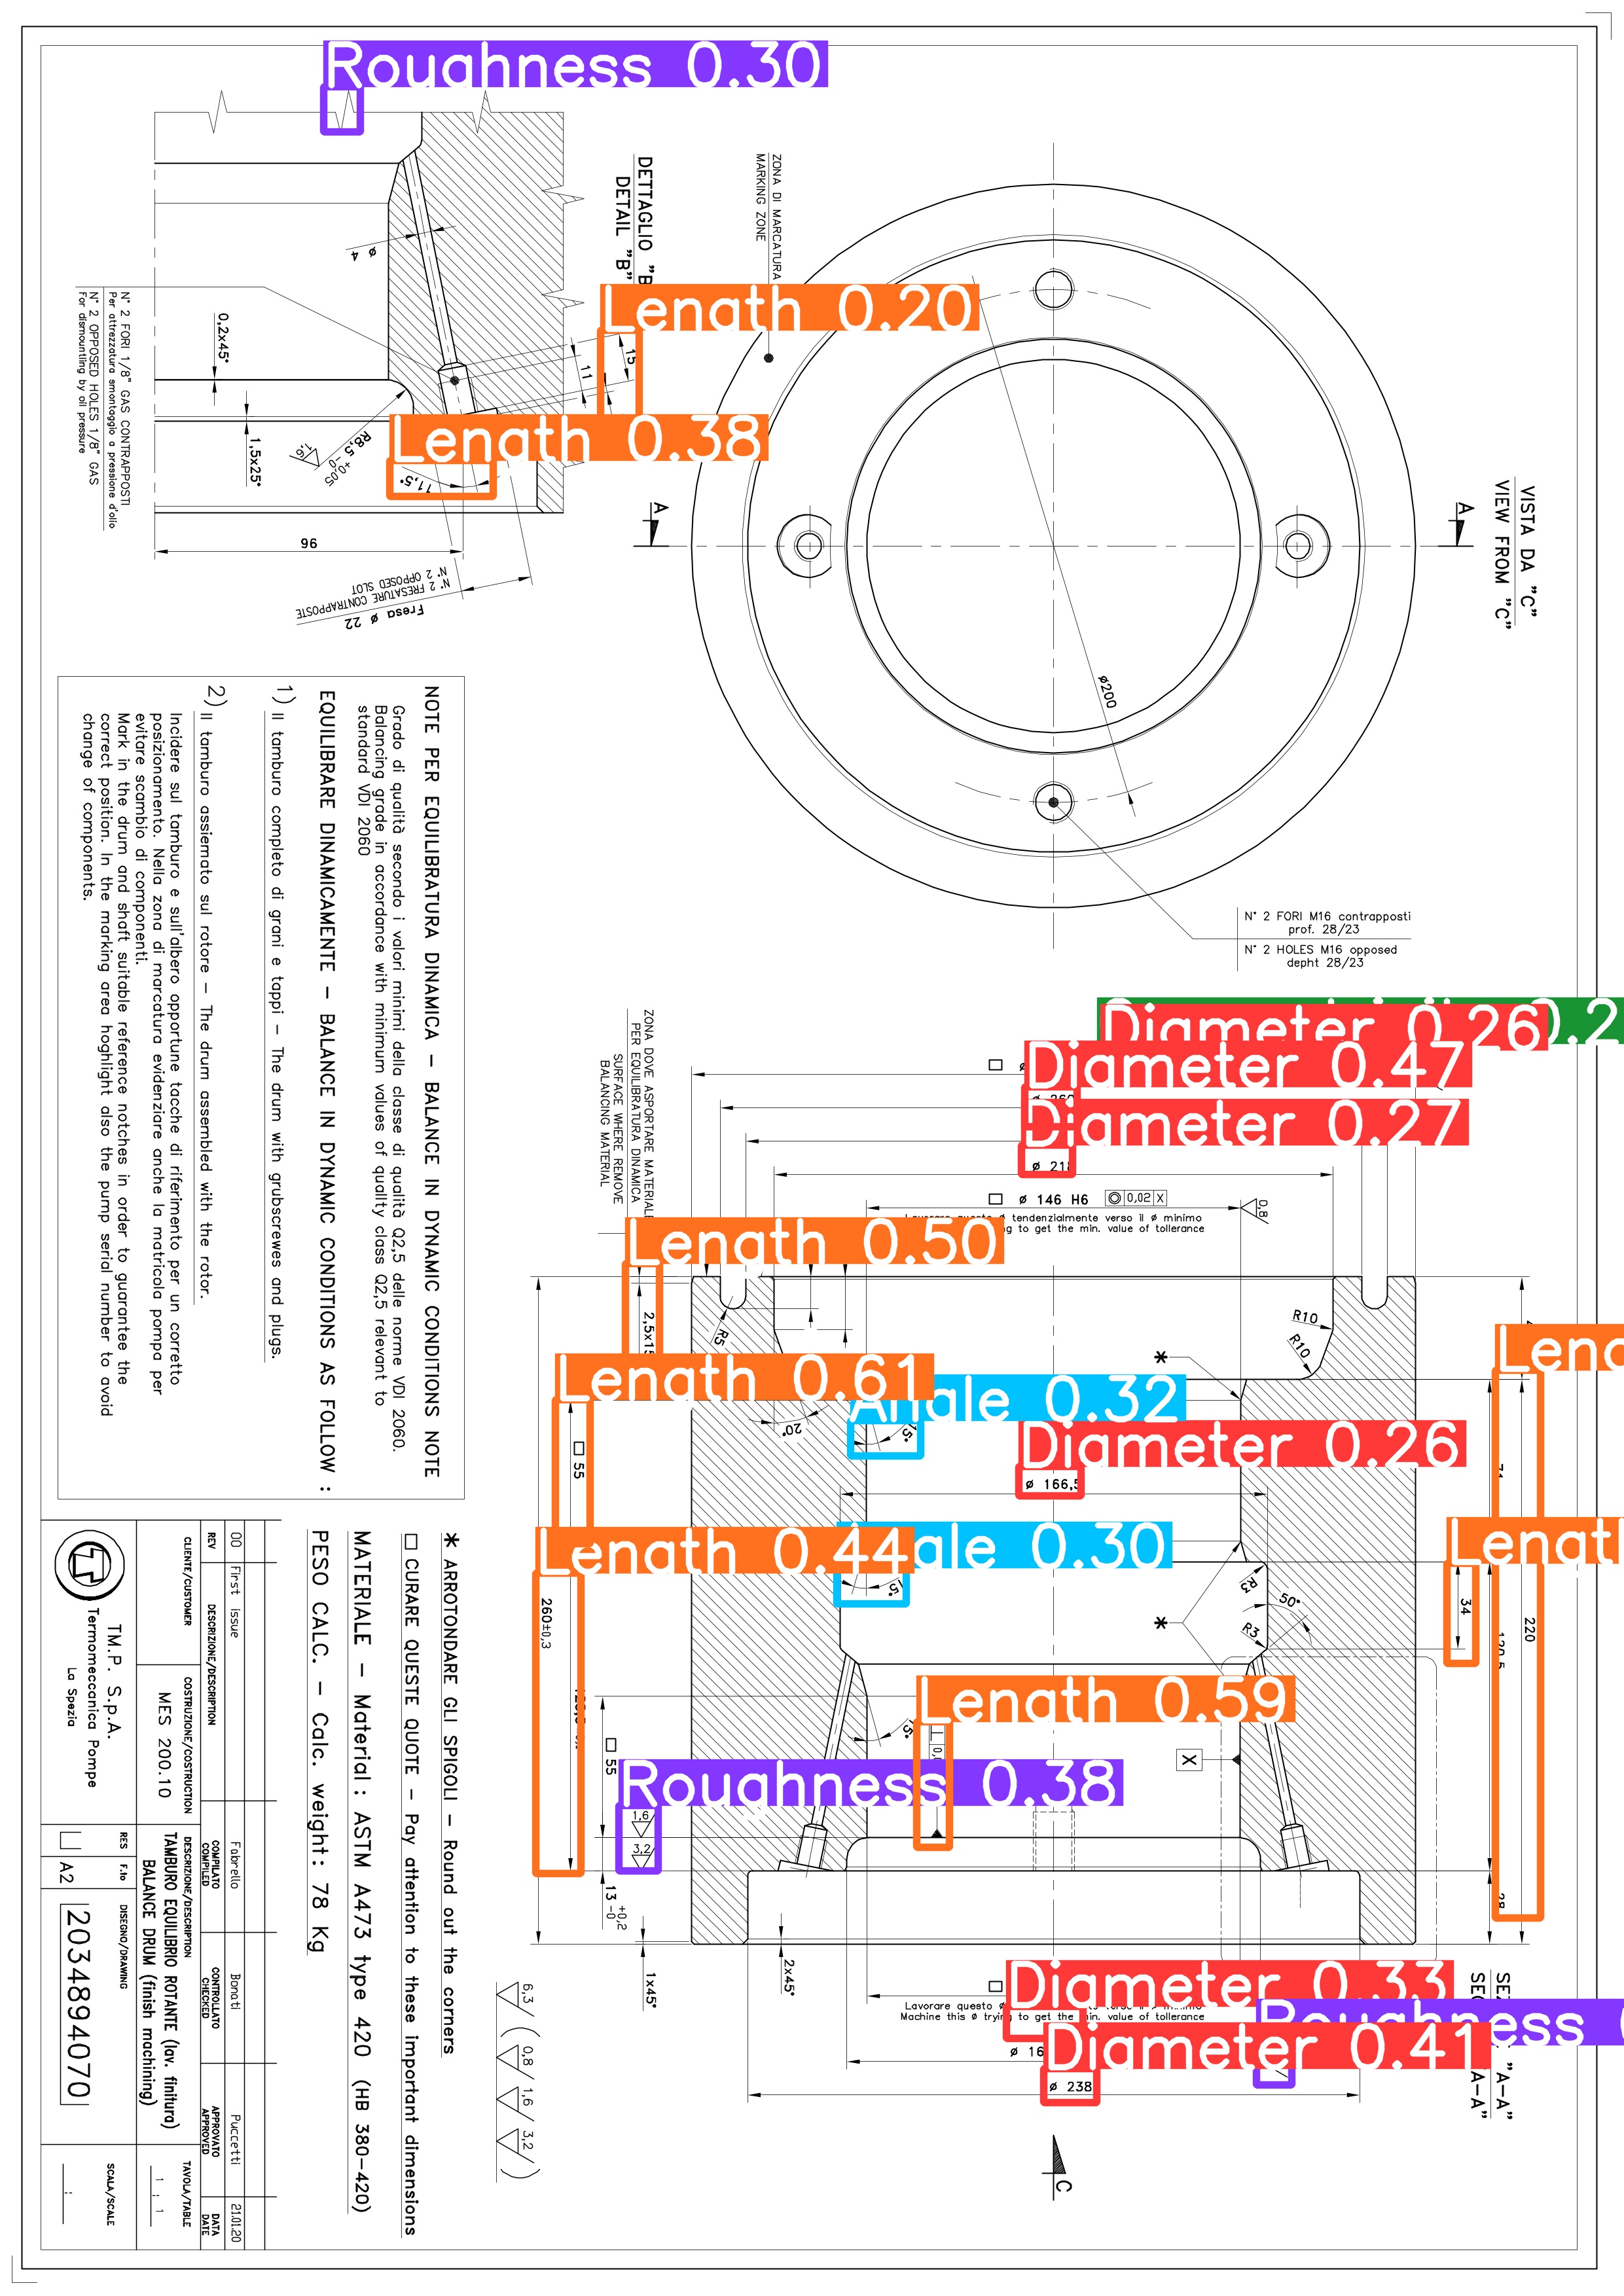 Roughness 0.30
DETTAGLIO "B
DETAIL "B"
ZONA DI MARCATURA
MARKING ZONE
ø 4
N° 2 FORI 1/8" GAS CONTRAPPOSTI
Per attrezzatura smontaggio a pressione d'olio
N° 2 OPPOSED HOLES 1/8" GAS
For dismountling by oil pressure
0,2x45°
1,5x25°
Length 0.20
15
11
Length 0.38
R8,5 +0,05 -0
1,6
11,5°
96
Fresa ø 22
N° 2 FRESATURE CONTRAPPOSTE
N° 2 OPPOSED SLOT
A
A
VISTA DA "C"
VIEW FROM "C"
ø200
N° 2 FORI M16 contrapposti
prof. 28/23
N° 2 HOLES M16 opposed
depht 28/23
NOTE PER EQUILIBRATURA DINAMICA – BALANCE IN DYNAMIC CONDITIONS NOTE
Grado di qualità secondo i valori minimi della classe di qualità Q2,5 delle norme VDI 2060.
Balancing grade in accordance with minimum values of quality class Q2,5 relevant to
standard VDI 2060
EQUILIBRARE DINAMICAMENTE – BALANCE IN DYNAMIC CONDITIONS AS FOLLOW :
1) Il tamburo completo di grani e tappi – The drum with grubscrewes and plugs.
2) Il tamburo assiemato sul rotore – The drum assembled with the rotor.
Incidere sul tamburo e sull'albero opportune tacche di riferimento per un corretto
posizionamento. Nella zona di marcatura evidenziare anche la matricola pompa per
evitare scambio di componenti.
Mark in the drum and shaft suitable reference notches in order to guarantee the
correct position. In the marking area hoghlight also the pump serial number to avoid
change of components.
ZONA DOVE ASPORTARE MATERIALE
PER EQUILIBRATURA DINAMICA
SURFACE WHERE REMOVE
BALANCING MATERIAL
Diameter 0.26
Diameter 0.47
Diameter 0.27
ø 218
ø 146 H6
0,02 X
0,8
tendenzialmente verso il ø minimo
to get the min. value of tollerance
Length 0.50
2,5x15
R5
R10
R10
Length 0.61
Angle 0.32
20°
15°
55
Diameter 0.26
ø 166,5
Length 0.44
ale 0.30
15°
260±0,3
R3
50°
R3
34
220
Length 0.59
15°
X
55
Roughness 0.38
1,6
3,2
13 +0,2 -0
1x45°
2x45°
28
Diameter 0.33
Lavorare questo ø
Machine this ø trying to get the min. value of tollerance
Roughness
Diameter 0.41
ø 238
"A–A"
A–A"
C
* ARROTONDARE GLI SPIGOLI – Round out the corners
□ CURARE QUESTE QUOTE – Pay attention to these important dimensions
MATERIALE – Material: ASTM A473 type 420 (HB 380–420)
PESO CALC. – Calc. weight: 78 Kg
6,3 / ( 0,8 / 1,6 / 3,2 / )
00 First issue Fabrello Bonati Puccetti 21.01.20
REV DESCRIZIONE/DESCRIPTION COMPILATO COMPILED CONTROLLATO CHECKED APPROVATO APPROVED DATA DATE
CLIENTE/CUSTOMER
COSTRUZIONE/COSTRUCTION
MES 200.10
DESCRIZIONE/DESCRIPTION
TAMBURO EQUILIBRIO ROTANTE (lav. finitura)
BALANCE DRUM (finish machining)
TAVOLA/TABLE
1 : 1
TM.P. S.p.A.
Termomeccanica Pompe
La Spezia
RES F.to
A2
DISEGNO/DRAWING
2034894070
SCALA/SCALE
: